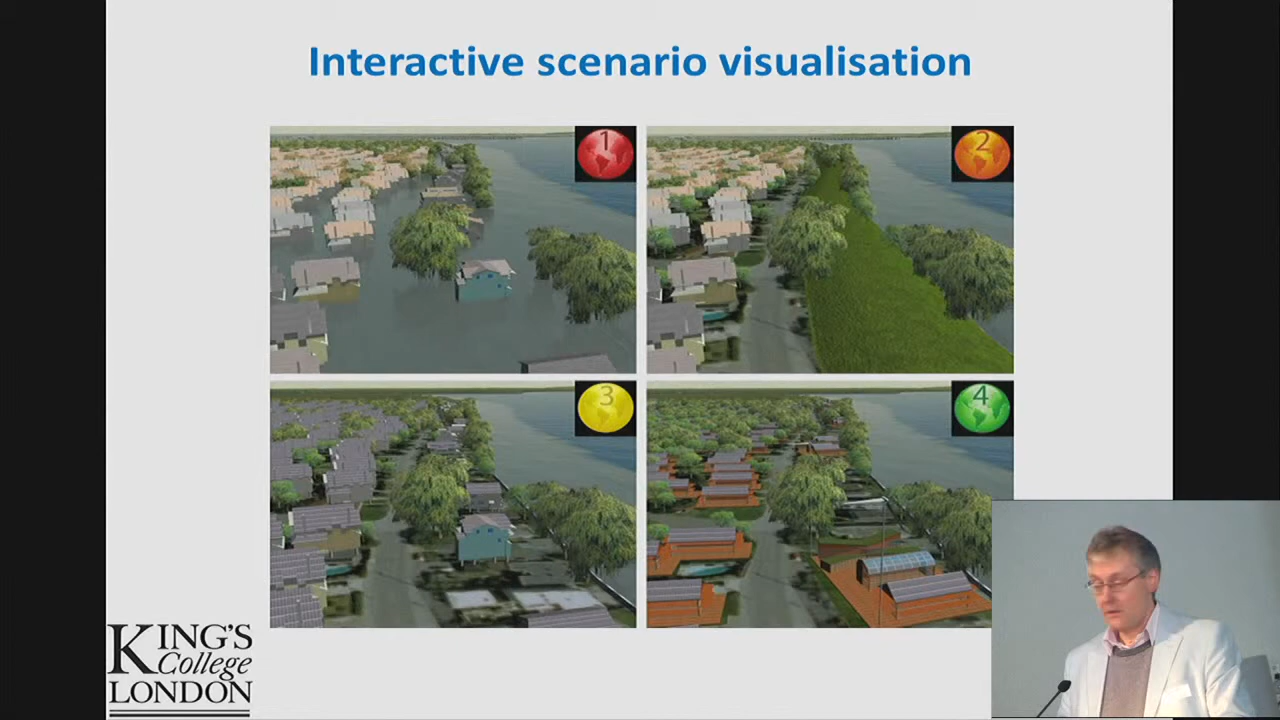 Interactive scenario visualisation
1
2
3
4
KING'S
College
LONDON